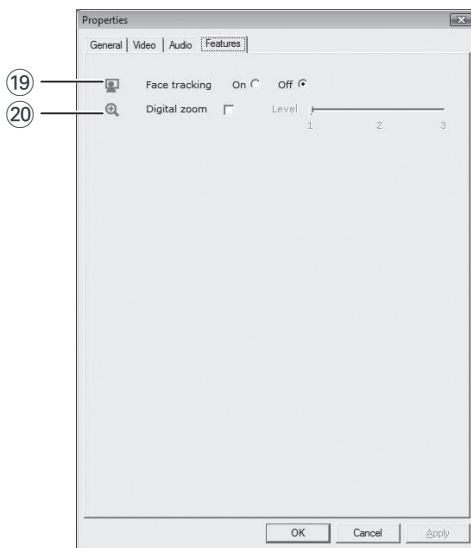 Properties
General Video Audio Features
19 Face tracking On Off
20 Digital zoom Level
1 2 3
OK Cancel Apply